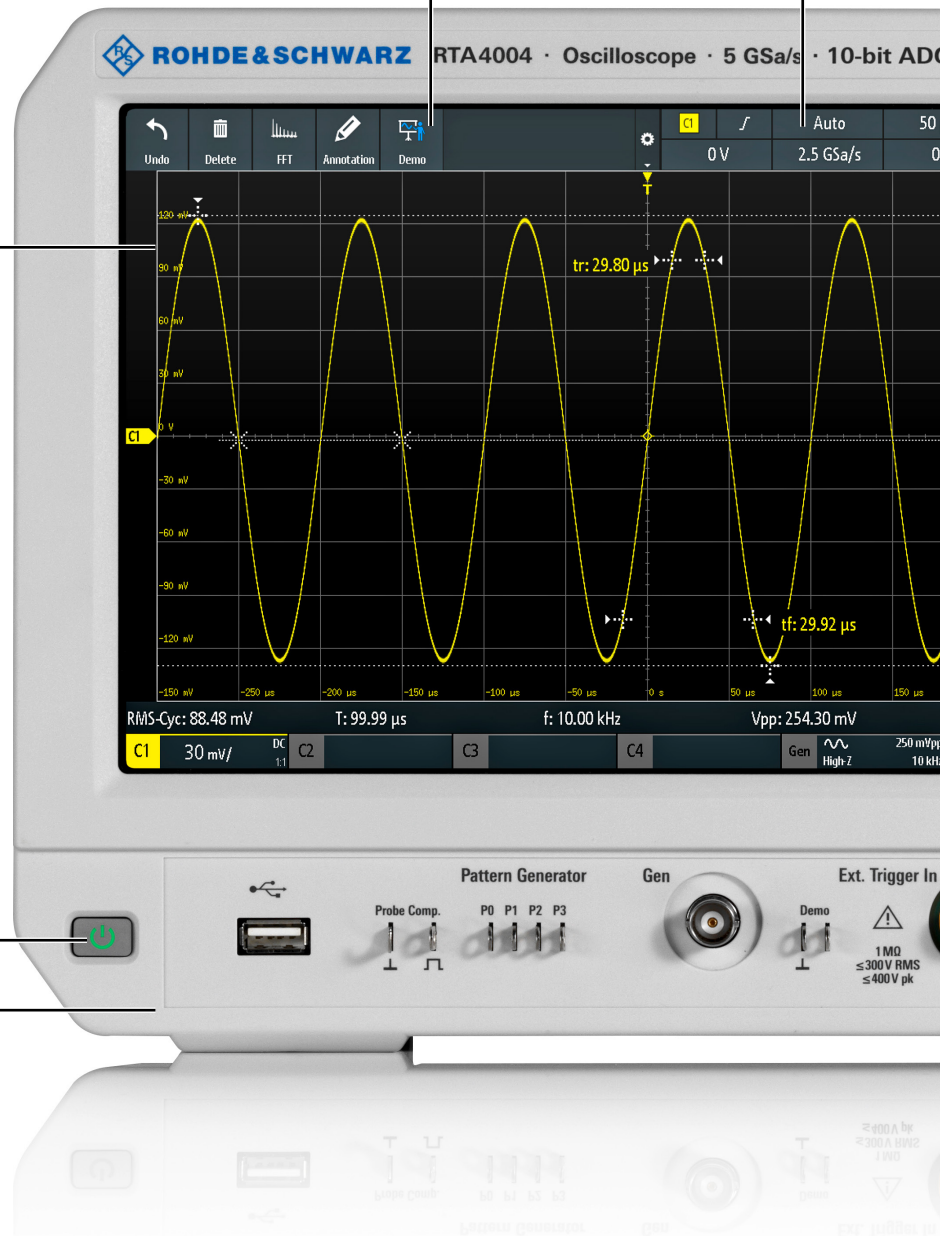 ROHDE&SCHWARZ RTA4004 · Oscilloscope · 5 GSa/s · 10-bit ADC
Undo Delete FFT Annotation Demo
C1 Auto 50
0 V 2.5 GSa/s 0
T
120 mV
90 mV
tr: 29.80 µs
60 mV
30 mV
C1 0 V
-30 mV
-60 mV
-90 mV
tf: 29.92 µs
-120 mV
-150 mV -250 µs -200 µs -150 µs -100 µs -50 µs 0 s 50 µs 100 µs 150 µs
RMS-Cyc: 88.48 mV T: 99.99 µs f: 10.00 kHz Vpp: 254.30 mV
C1 30 mV/ DC 1:1 C2 C3 C4 Gen High-Z 250 mVpp 10 kHz
Pattern Generator Gen Ext. Trigger In
Probe Comp. P0 P1 P2 P3 Demo
1 MΩ
≤300 V RMS
≤400 V pk